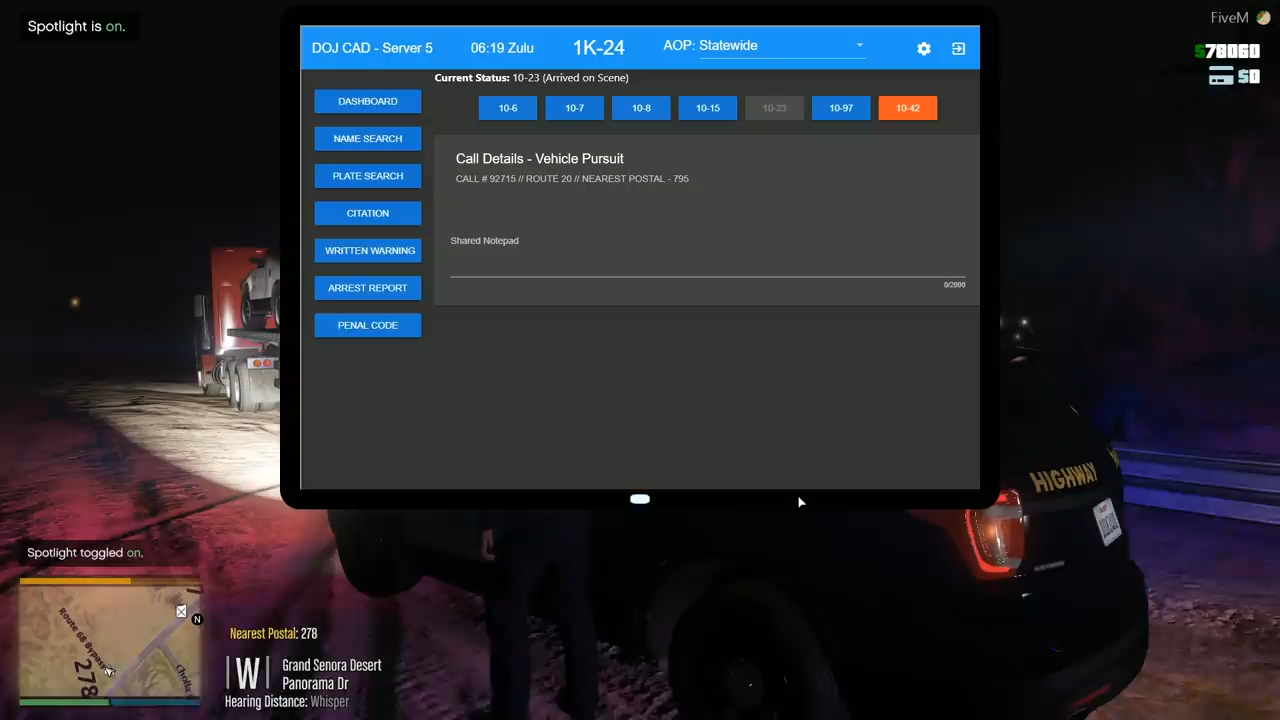 Spotlight is on.
FiveM
$78060
$0
DOJ CAD - Server 5
06:19 Zulu
1K-24
AOP: Statewide
Current Status: 10-23 (Arrived on Scene)
10-6
10-7
10-8
10-15
10-23
10-97
10-42
DASHBOARD
NAME SEARCH
PLATE SEARCH
CITATION
WRITTEN WARNING
ARREST REPORT
PENAL CODE
Call Details - Vehicle Pursuit
CALL # 92715 // ROUTE 20 // NEAREST POSTAL - 795
Shared Notepad
0/2000
HIGHWAY
Spotlight toggled on.
Route 68 Bypass
278
N
Nearest Postal: 278
W
Grand Senora Desert
Panorama Dr
Hearing Distance: Whisper